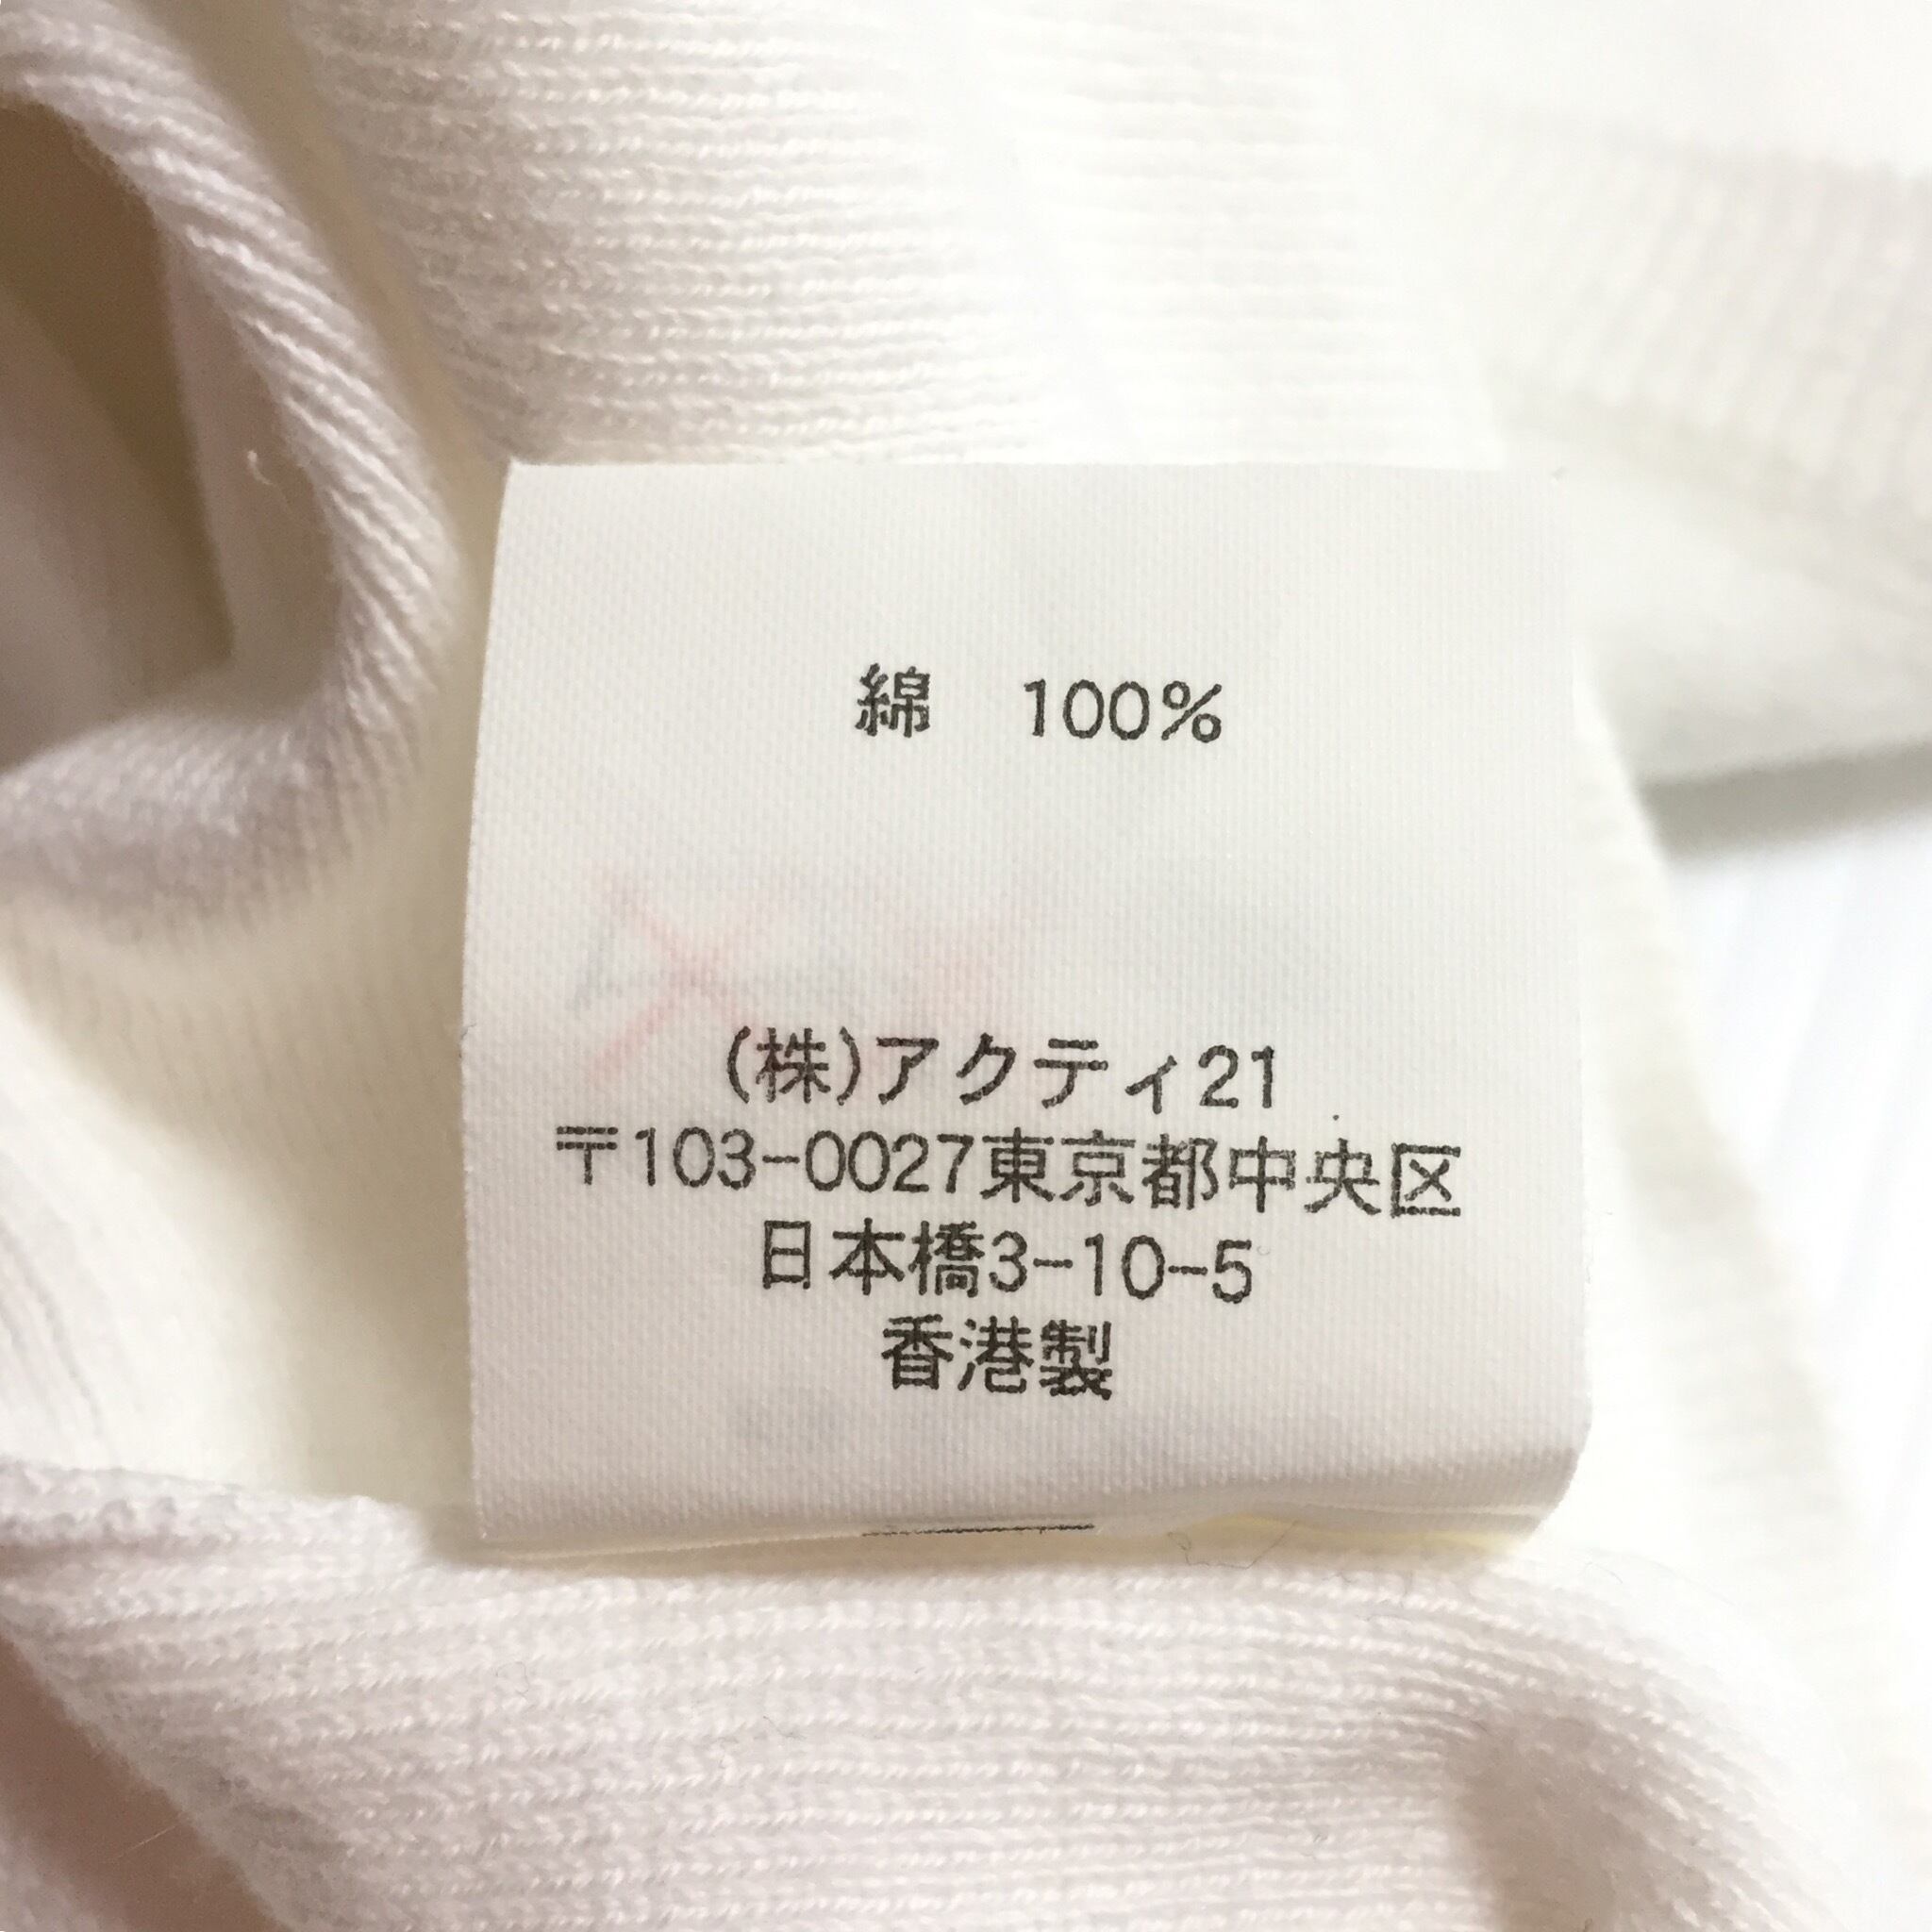 綿　100%
(株)アクティ21
〒103-0027東京都中央区
日本橋3-10-5
香港製